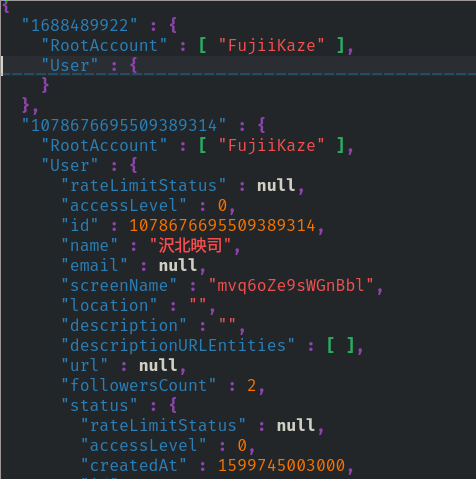 {
"1688489922" : {
"RootAccount" : [ "FujiiKaze" ],
"User" : {
}
},
"1078676695509389314" : {
"RootAccount" : [ "FujiiKaze" ],
"User" : {
"rateLimitStatus" : null,
"accessLevel" : 0,
"id" : 1078676695509389314,
"name" : "沢北映司",
"email" : null,
"screenName" : "mvq6oZe9sWGnBbl",
"location" : "",
"description" : "",
"descriptionURLEntities" : [ ],
"url" : null,
"followersCount" : 2,
"status" : {
"rateLimitStatus" : null,
"accessLevel" : 0,
"createdAt" : 1599745003000,